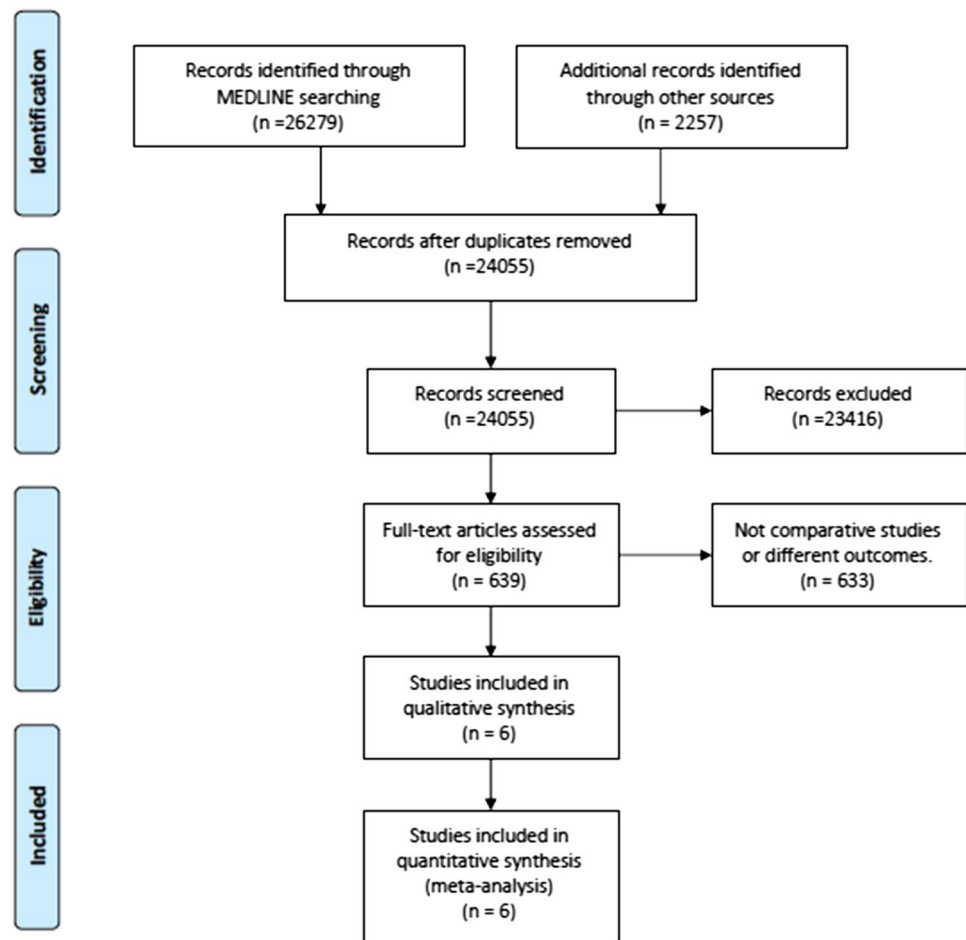 Identification
Records identified through
MEDLINE searching
(n =26279)
Additional records identified
through other sources
(n = 2257)
Records after duplicates removed
(n =24055)
Screening
Records screened
(n =24055)
Records excluded
(n =23416)
Eligibility
Full-text articles assessed
for eligibility
(n = 639)
Not comparative studies
or different outcomes.
(n = 633)
Studies included in
qualitative synthesis
(n = 6)
Included
Studies included in
quantitative synthesis
(meta-analysis)
(n = 6)